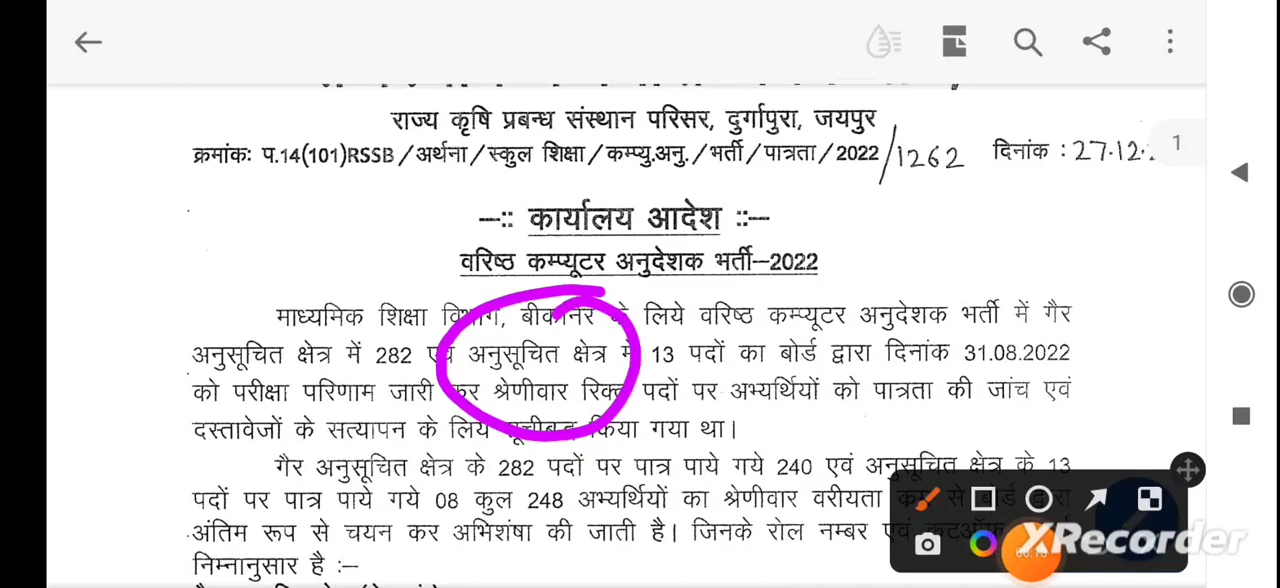 1
राज्य कृषि प्रबन्ध संस्थान परिसर, दुर्गापुरा, जयपुर
क्रमांकः प.14(101)RSSB/अर्थना/स्कूल शिक्षा/कम्प्यु.अनु./भर्ती/पात्रता/2022/1262 दिनांक : 27.12.
—:: कार्यालय आदेश ::—
वरिष्ठ कम्प्यूटर अनुदेशक भर्ती—2022
माध्यमिक शिक्षा विभाग, बीकानेर के लिये वरिष्ठ कम्प्यूटर अनुदेशक भर्ती में गैर
अनुसूचित क्षेत्र में 282 एवं अनुसूचित क्षेत्र में 13 पदों का बोर्ड द्वारा दिनांक 31.08.2022
को परीक्षा परिणाम जारी कर श्रेणीवार रिक्त पदों पर अभ्यर्थियों को पात्रता की जांच एवं
दस्तावेजों के सत्यापन के लिये सूचीबद्ध किया गया था।
गैर अनुसूचित क्षेत्र के 282 पदों पर पात्र पाये गये 240 एवं अनुसूचित क्षेत्र के 13
पदों पर पात्र पाये गये 08 कुल 248 अभ्यर्थियों का श्रेणीवार वरीयता क्रम से बोर्ड द्वारा
अंतिम रूप से चयन कर अभिशंषा की जाती है। जिनके रोल नम्बर एवं कटऑफ
निम्नानुसार है :—
XRecorder